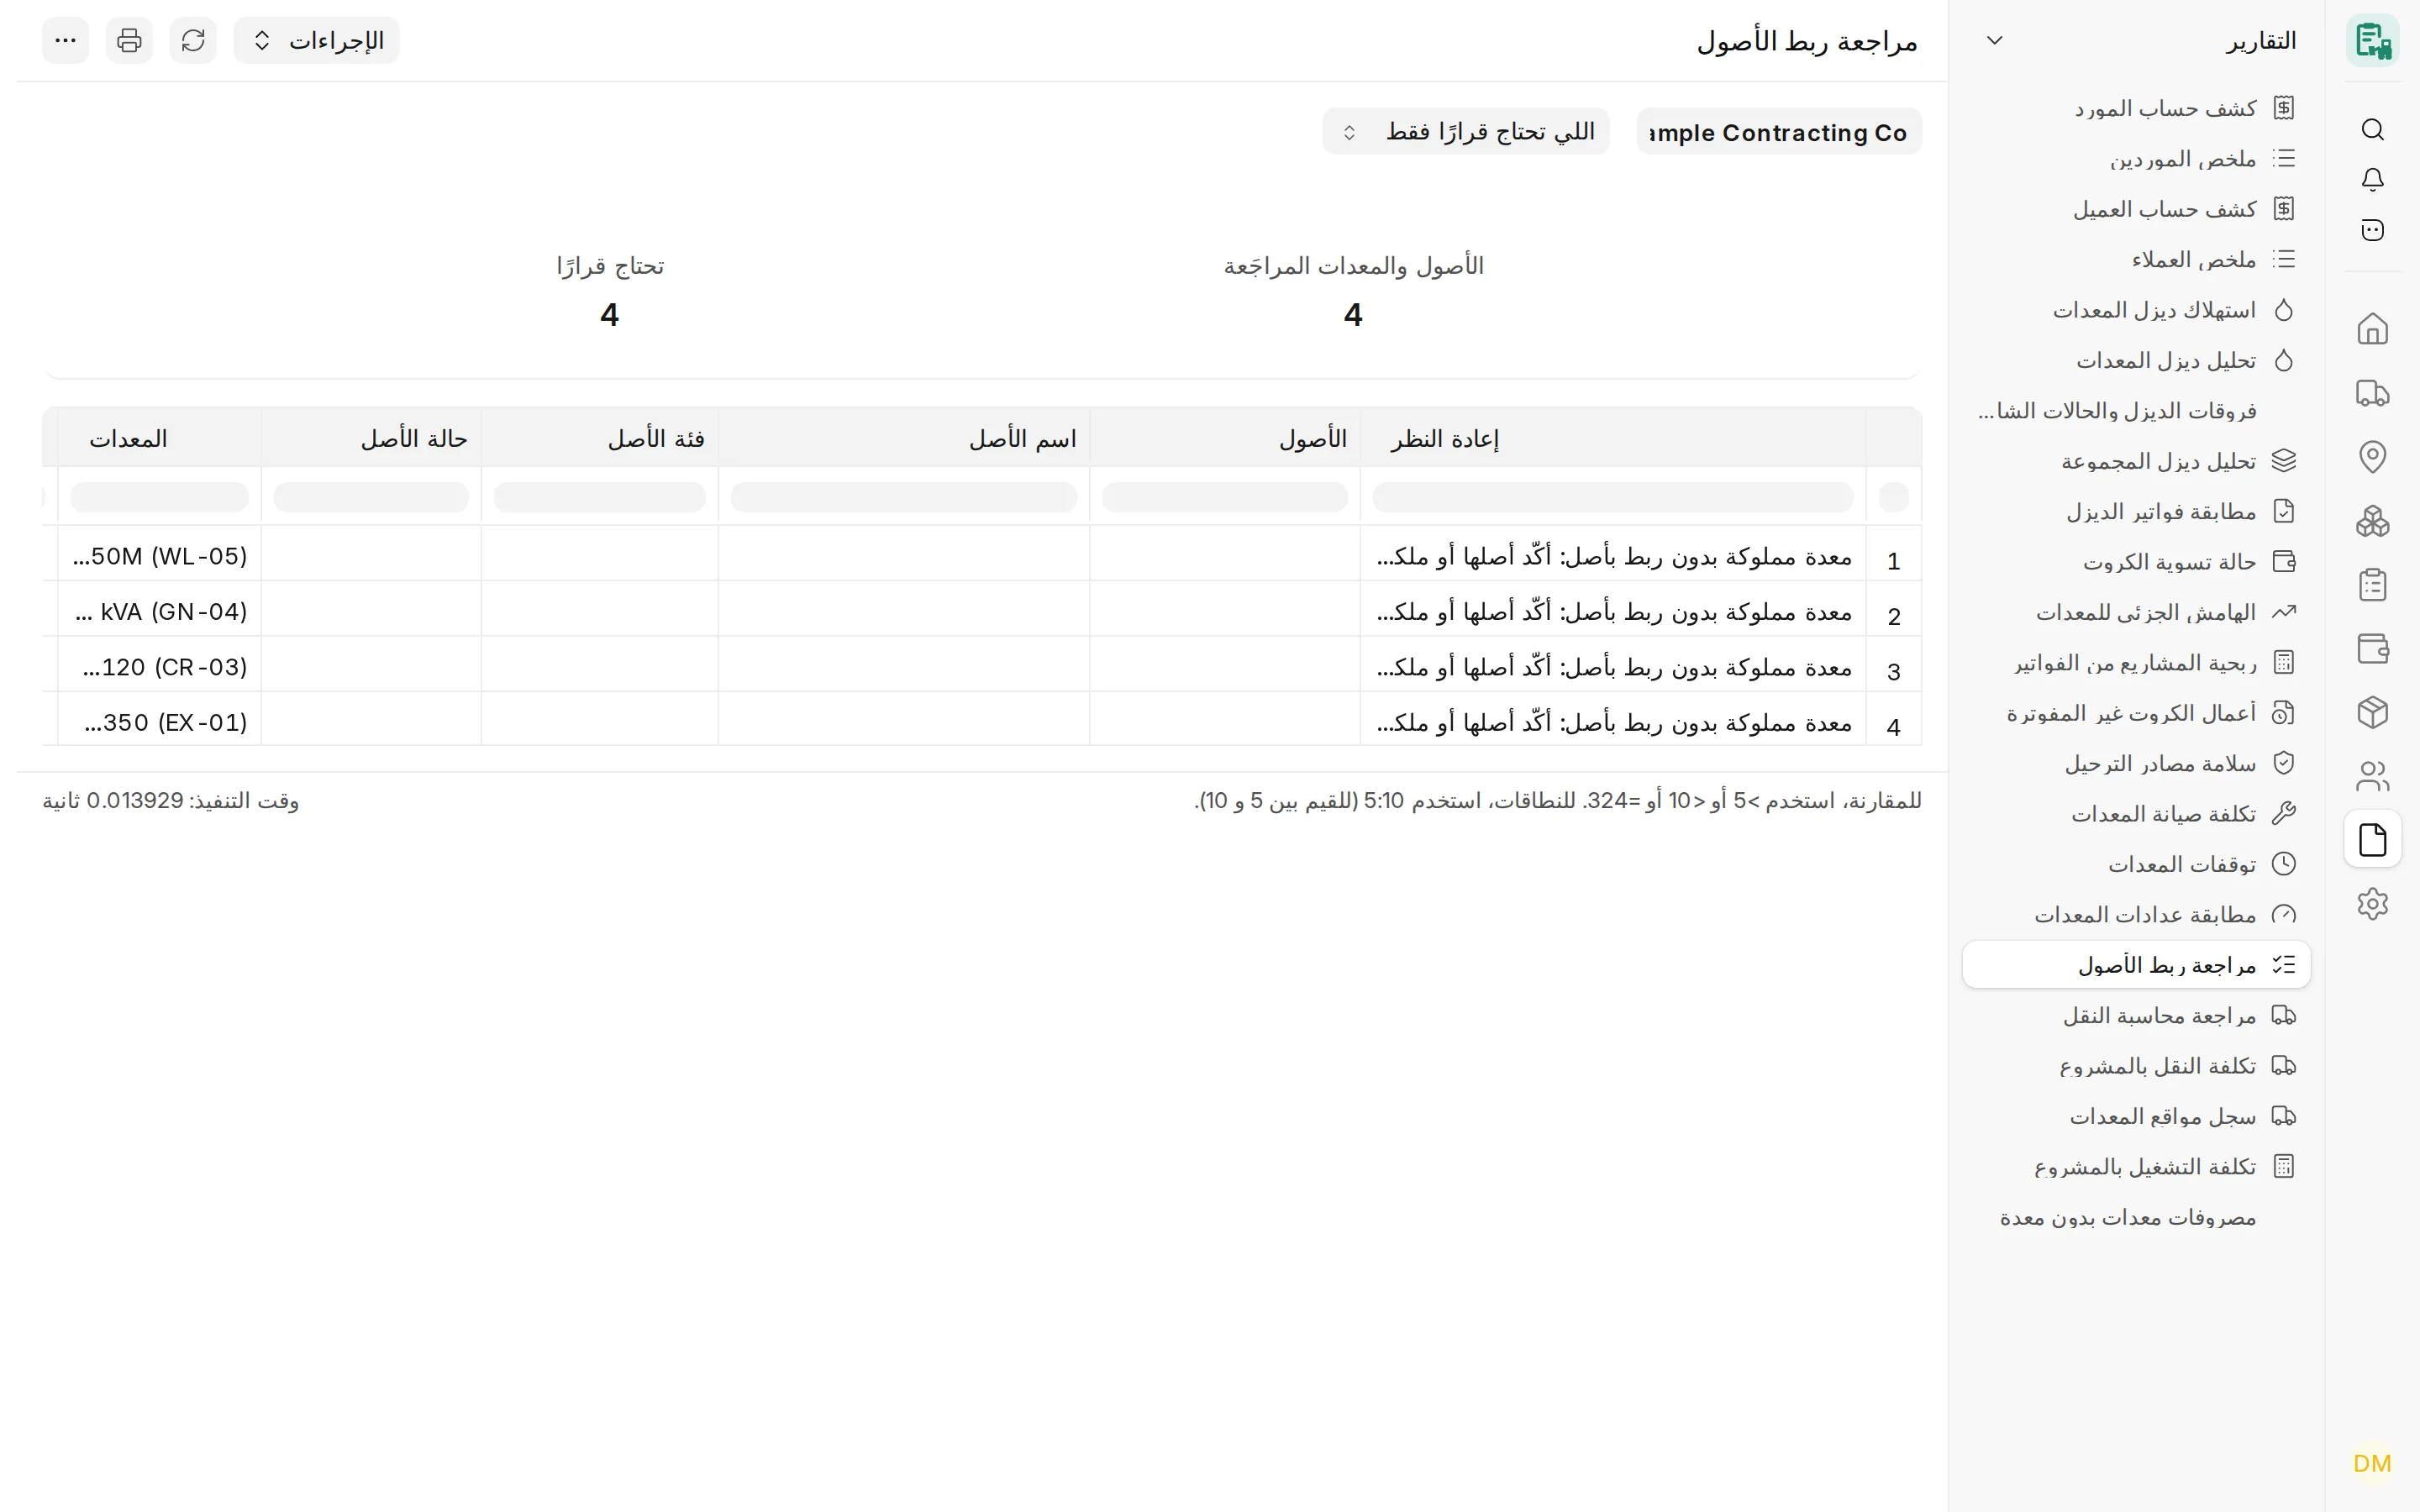 التقارير
كشف حساب المورد
ملخص الموردين
كشف حساب العميل
ملخص العملاء
استهلاك ديزل المعدات
تحليل ديزل المعدات
فروقات الديزل والحالات الشا...
تحليل ديزل المجموعة
مطابقة فواتير الديزل
حالة تسوية الكروت
الهامش الجزئي للمعدات
ربحية المشاريع من الفواتير
أعمال الكروت غير المفوترة
سلامة مصادر الترحيل
تكلفة صيانة المعدات
توقفات المعدات
مطابقة عدادات المعدات
مراجعة ربط الأصول
مراجعة محاسبة النقل
تكلفة النقل بالمشروع
سجل مواقع المعدات
تكلفة التشغيل بالمشروع
مصروفات معدات بدون معدة
DM
مراجعة ربط الأصول
الإجراءات
ample Contracting Co
اللي تحتاج قرارًا فقط
الأصول والمعدات المراجَعة
4
تحتاج قرارًا
4
إعادة النظر الأصول اسم الأصل فئة الأصل حالة الأصل المعدات
1 معدة مملوكة بدون ربط بأصل: أكّد أصلها أو ملكـ... ...50M (WL-05)
2 معدة مملوكة بدون ربط بأصل: أكّد أصلها أو ملكـ... ... kVA (GN-04)
3 معدة مملوكة بدون ربط بأصل: أكّد أصلها أو ملكـ... ...120 (CR-03)
4 معدة مملوكة بدون ربط بأصل: أكّد أصلها أو ملكـ... ...350 (EX-01)
للمقارنة، استخدم >5 أو <10 أو =324. للنطاقات، استخدم 5:10 (للقيم بين 5 و 10).
وقت التنفيذ: 0.013929 ثانية